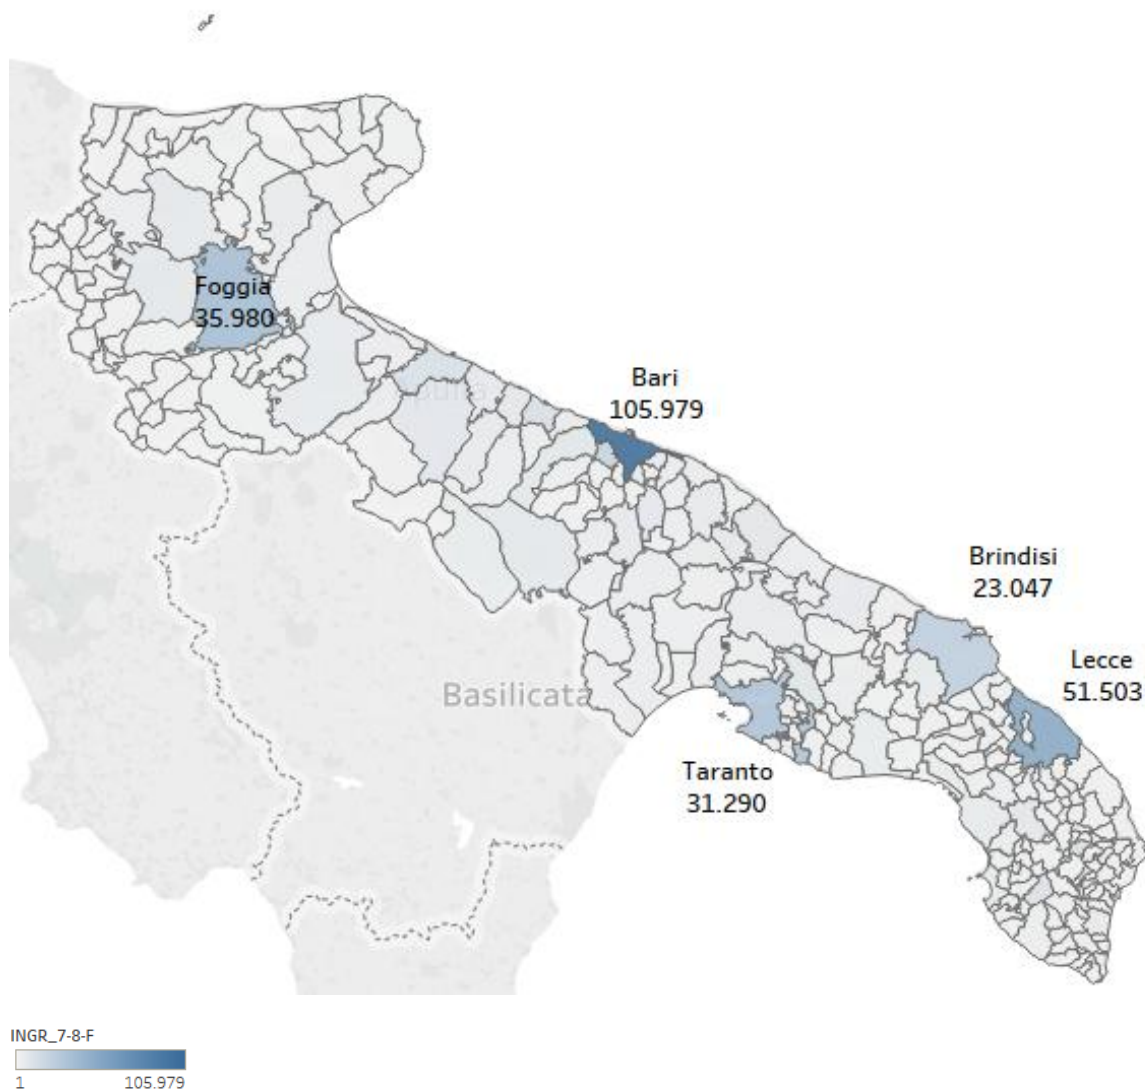 Foggia
35.980
Bari
105.979
Brindisi
23.047
Lecce
51.503
Basilicata
Taranto
31.290
INGR_7-8-F
1 105.979